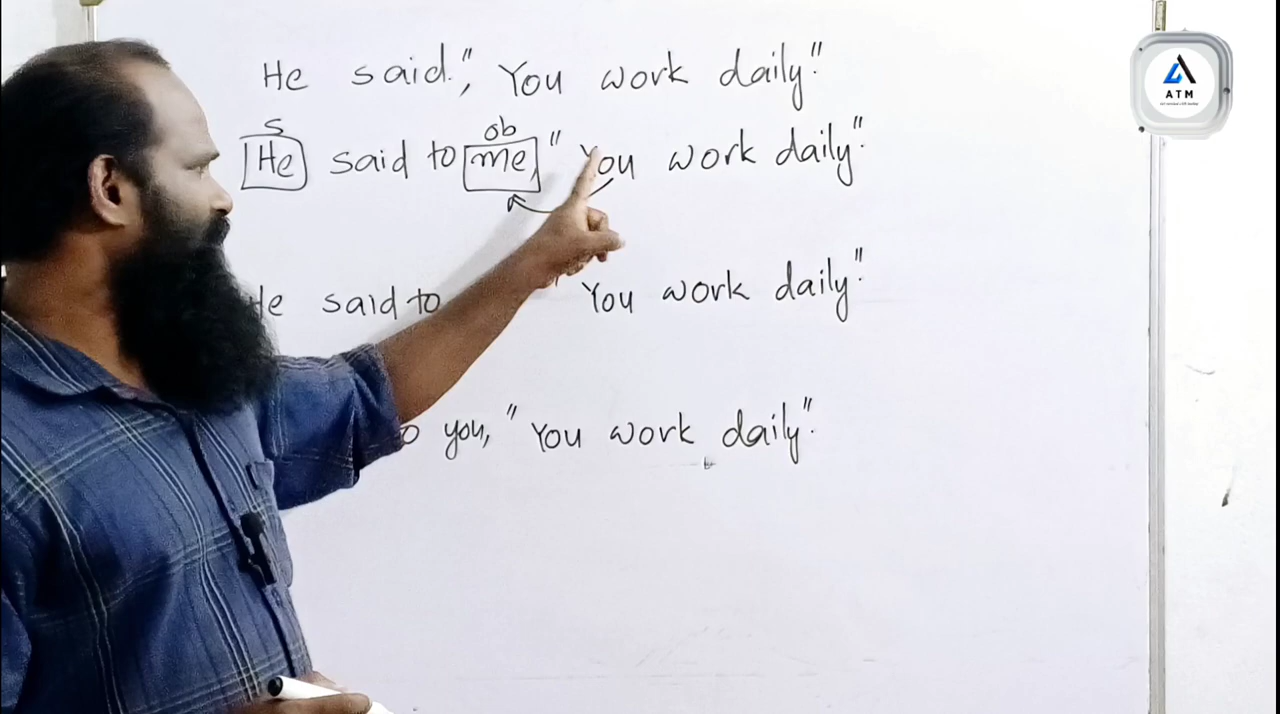 He said", You work daily."
s ob
He said to me, " You work daily."
He said to " You work daily."
you, " You work daily."
ATM